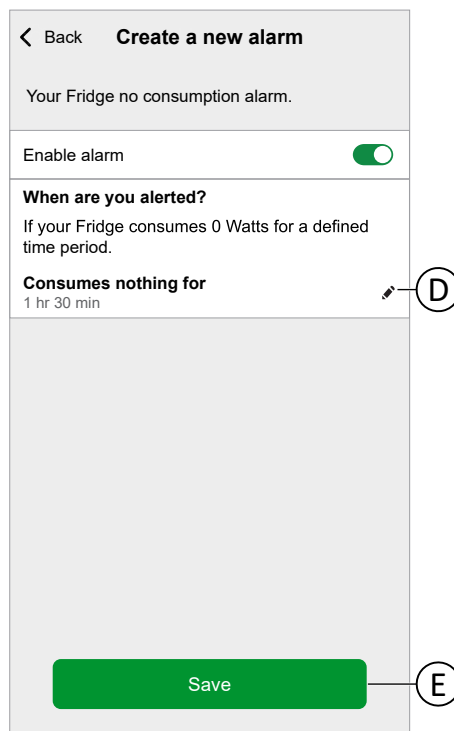 Back Create a new alarm
Your Fridge no consumption alarm.
Enable alarm
When are you alerted?
If your Fridge consumes 0 Watts for a defined
time period.
Consumes nothing for
1 hr 30 min
D
Save
E